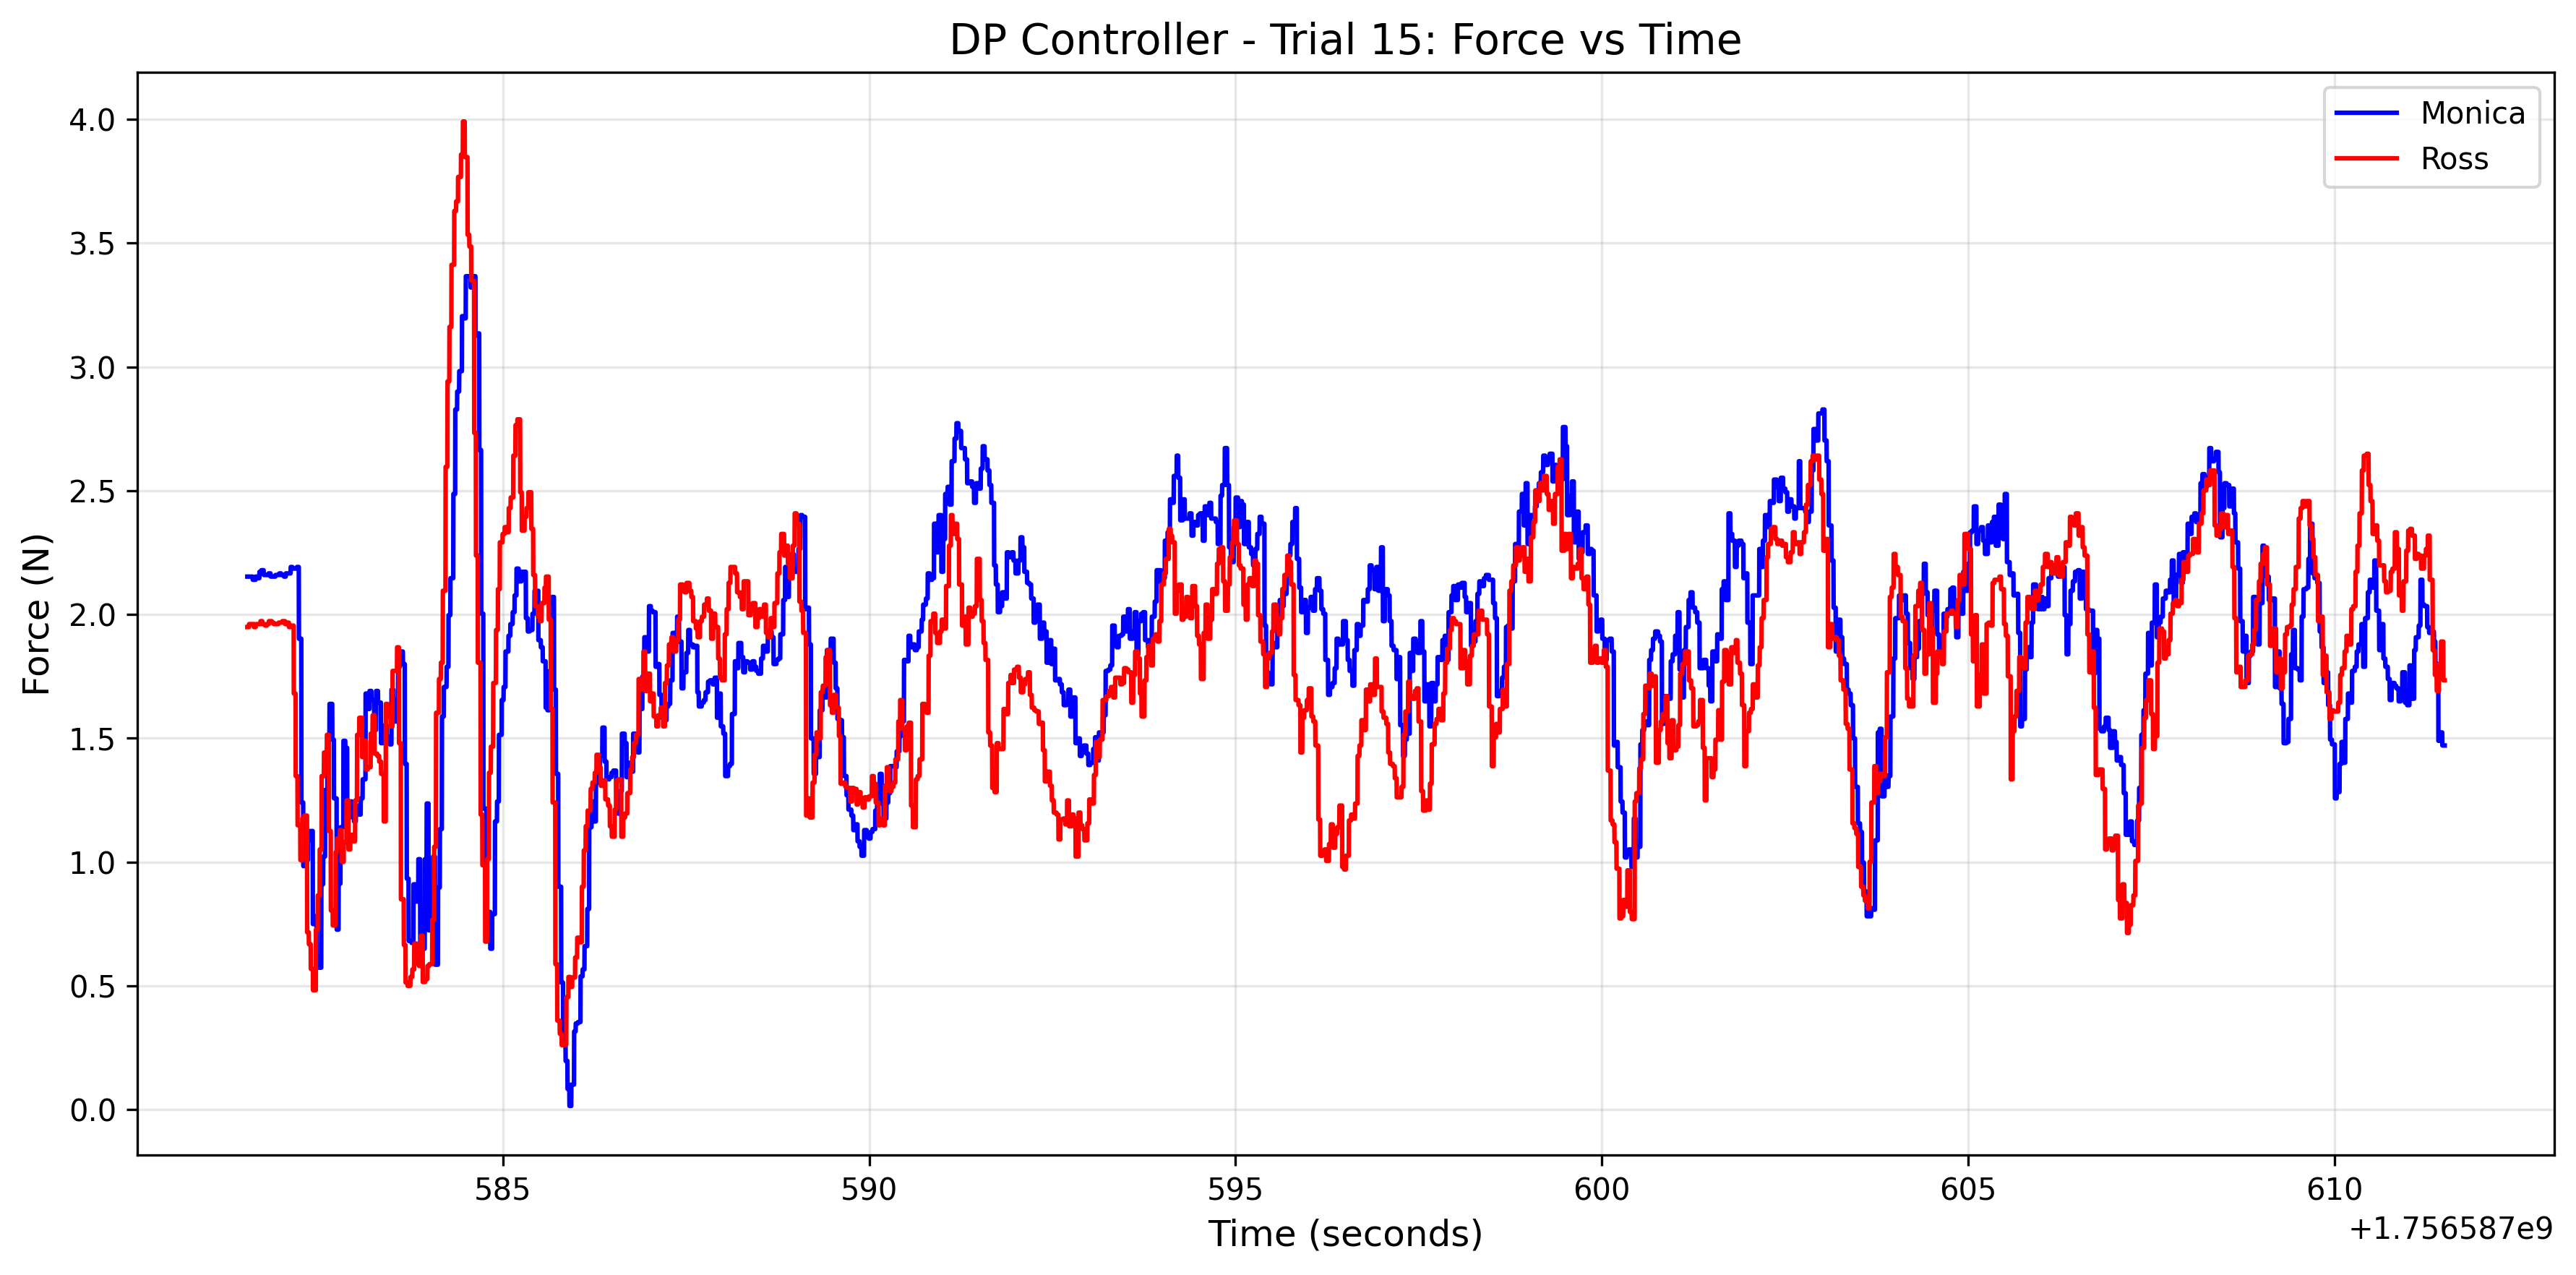 DP Controller - Trial 15: Force vs Time
Monica
Ross
4.0
3.5
3.0
2.5
2.0
1.5
1.0
0.5
0.0
Force (N)
585
590
595
600
605
610
Time (seconds)
+1.756587e9